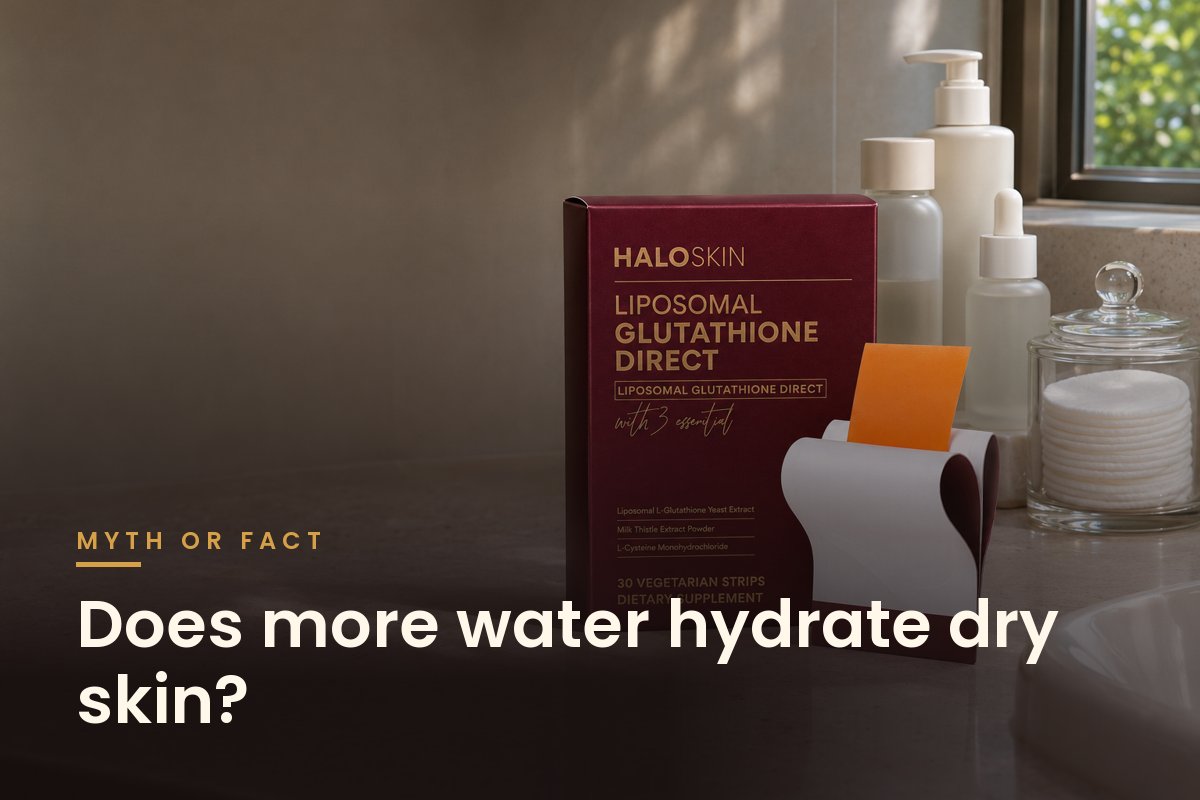 HALOSKIN
LIPOSOMAL
GLUTATHIONE
DIRECT
LIPOSOMAL GLUTATHIONE DIRECT
with 3 essential
Liposomal L-Glutathione Yeast Extract
Milk Thistle Extract Powder
L-Cysteine Monohydrochloride
30 VEGETARIAN STRIPS
DIETARY SUPPLEMENT
MYTH OR FACT
Does more water hydrate dry
skin?